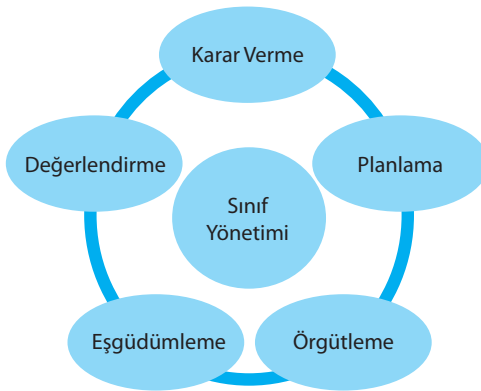 Karar Verme
Değerlendirme
Planlama
Sınıf
Yönetimi
Eşgüdümleme
Örgütleme